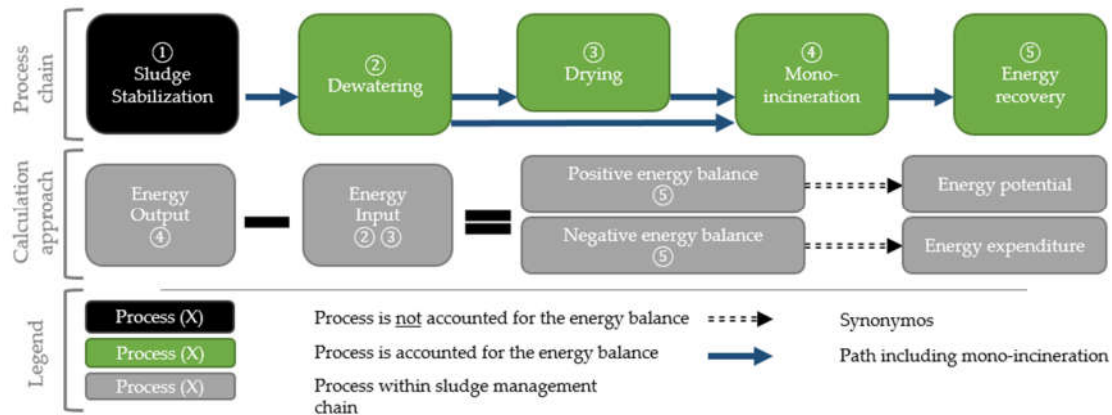 Process
chain
①
Sludge
Stabilization
②
Dewatering
③
Drying
④
Mono-
incineration
⑤
Energy
recovery
Calculation
approach
Energy
Output
④
Energy
Input
② ③
Positive energy balance
⑤
Negative energy balance
⑤
Energy potential
Energy expenditure
Legend
Process (X)
Process is not accounted for the energy balance
Synonymos
Process (X)
Process is accounted for the energy balance
Path including mono-incineration
Process (X)
Process within sludge management
chain